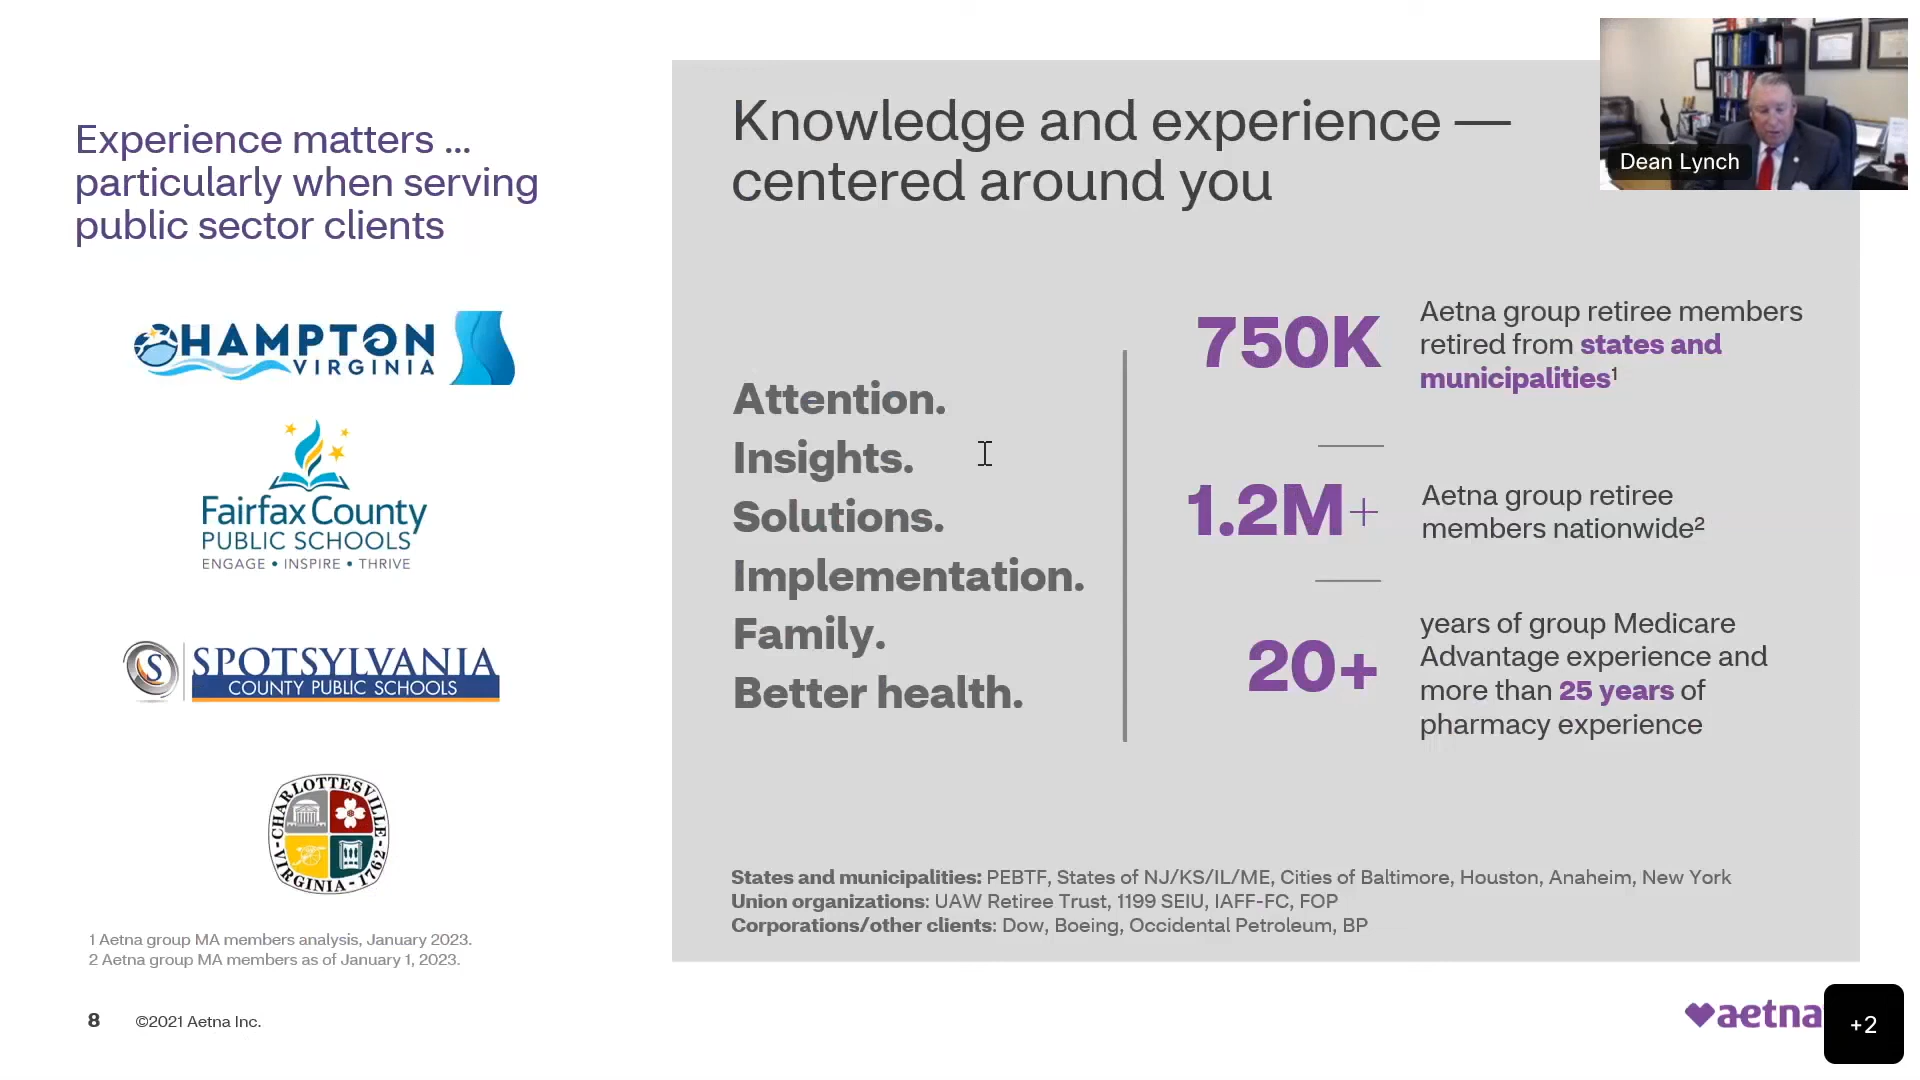 Experience matters ...
particularly when serving
public sector clients
HAMPTON
VIRGINIA
Fairfax County
PUBLIC SCHOOLS
ENGAGE • INSPIRE • THRIVE
S
SPOTSYLVANIA
COUNTY PUBLIC SCHOOLS
CHARLOTTESVILLE
VIRGINIA - 1762
1 Aetna group MA members analysis, January 2023.
2 Aetna group MA members as of January 1, 2023.
8
©2021 Aetna Inc.
Knowledge and experience —
centered around you
Attention.
Insights.
Solutions.
Implementation.
Family.
Better health.
750K
Aetna group retiree members
retired from states and
municipalities¹
1.2M+
Aetna group retiree
members nationwide²
20+
years of group Medicare
Advantage experience and
more than 25 years of
pharmacy experience
States and municipalities: PEBTF, States of NJ/KS/IL/ME, Cities of Baltimore, Houston, Anaheim, New York
Union organizations: UAW Retiree Trust, 1199 SEIU, IAFF-FC, FOP
Corporations/other clients: Dow, Boeing, Occidental Petroleum, BP
Dean Lynch
aetna
+2